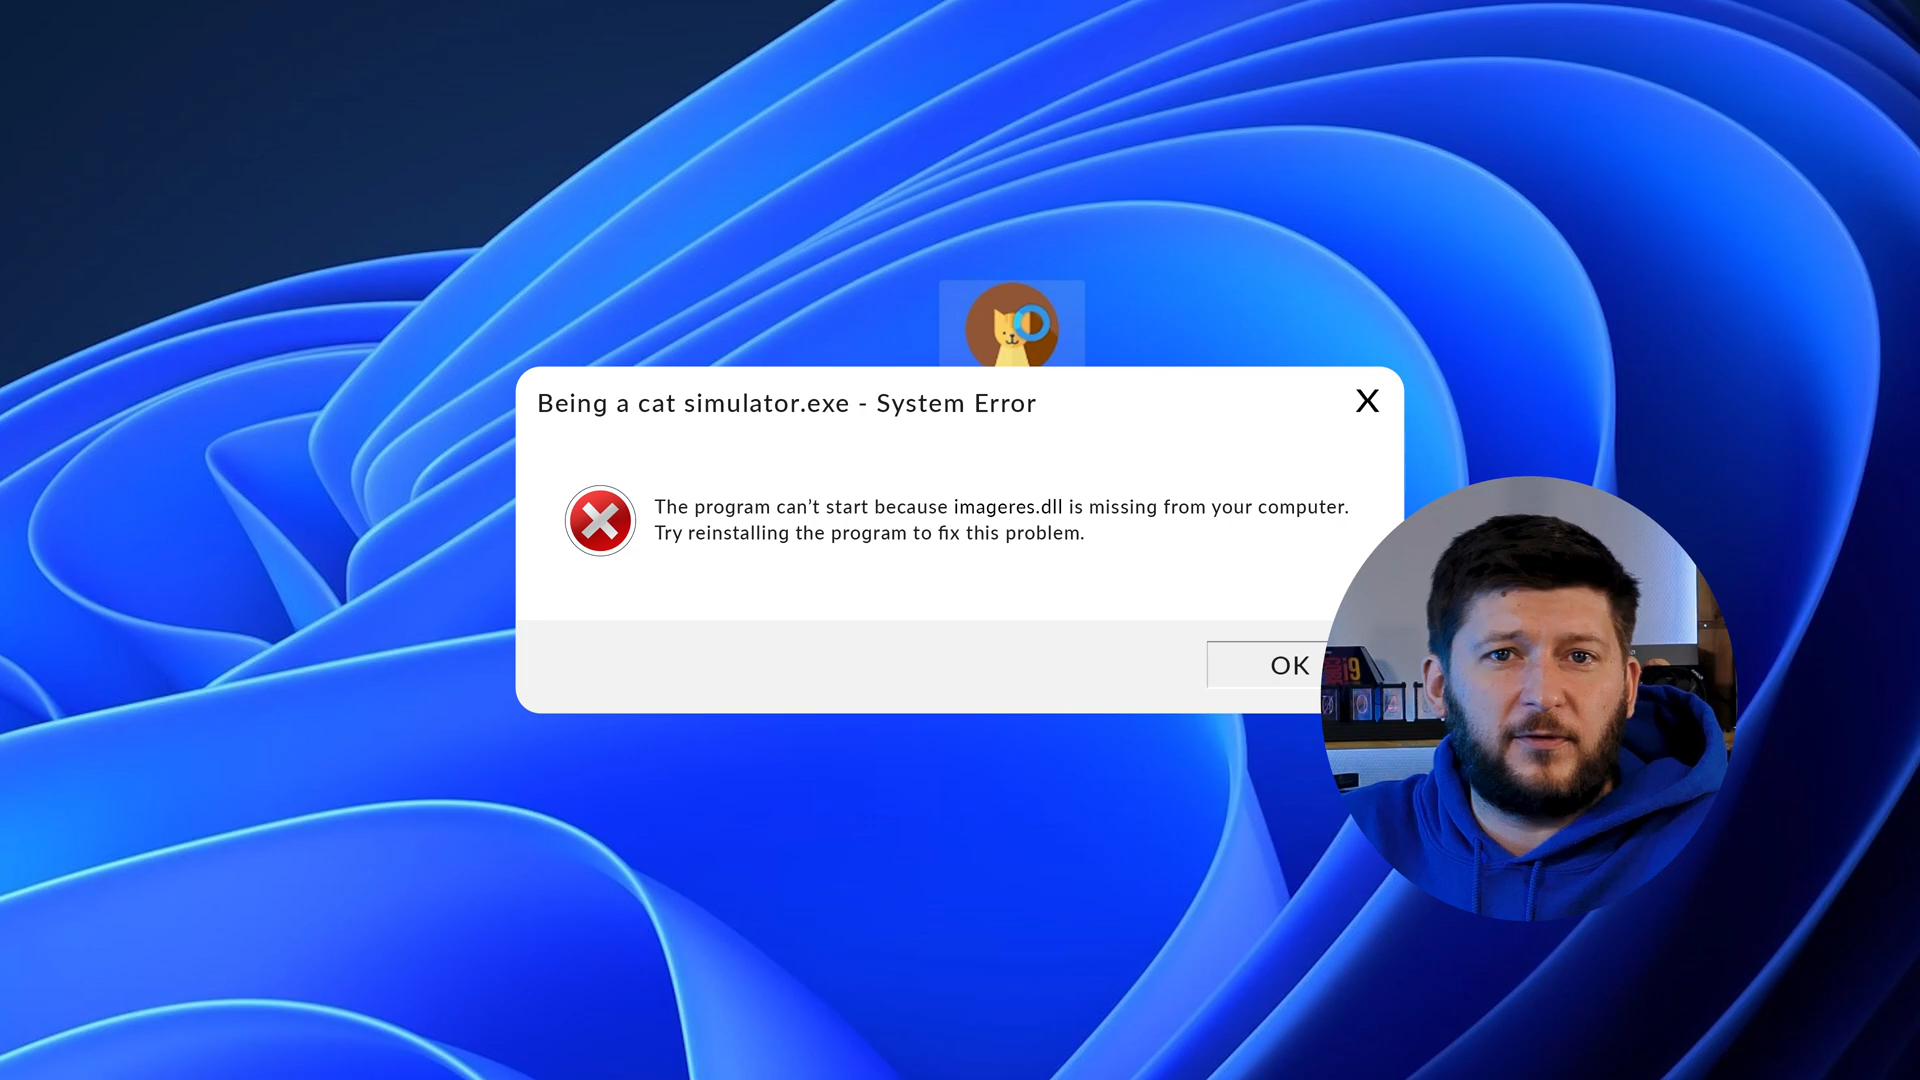 Being a cat simulator.exe - System Error
X
The program can’t start because imageres.dll is missing from your computer.
Try reinstalling the program to fix this problem.
OK
i9